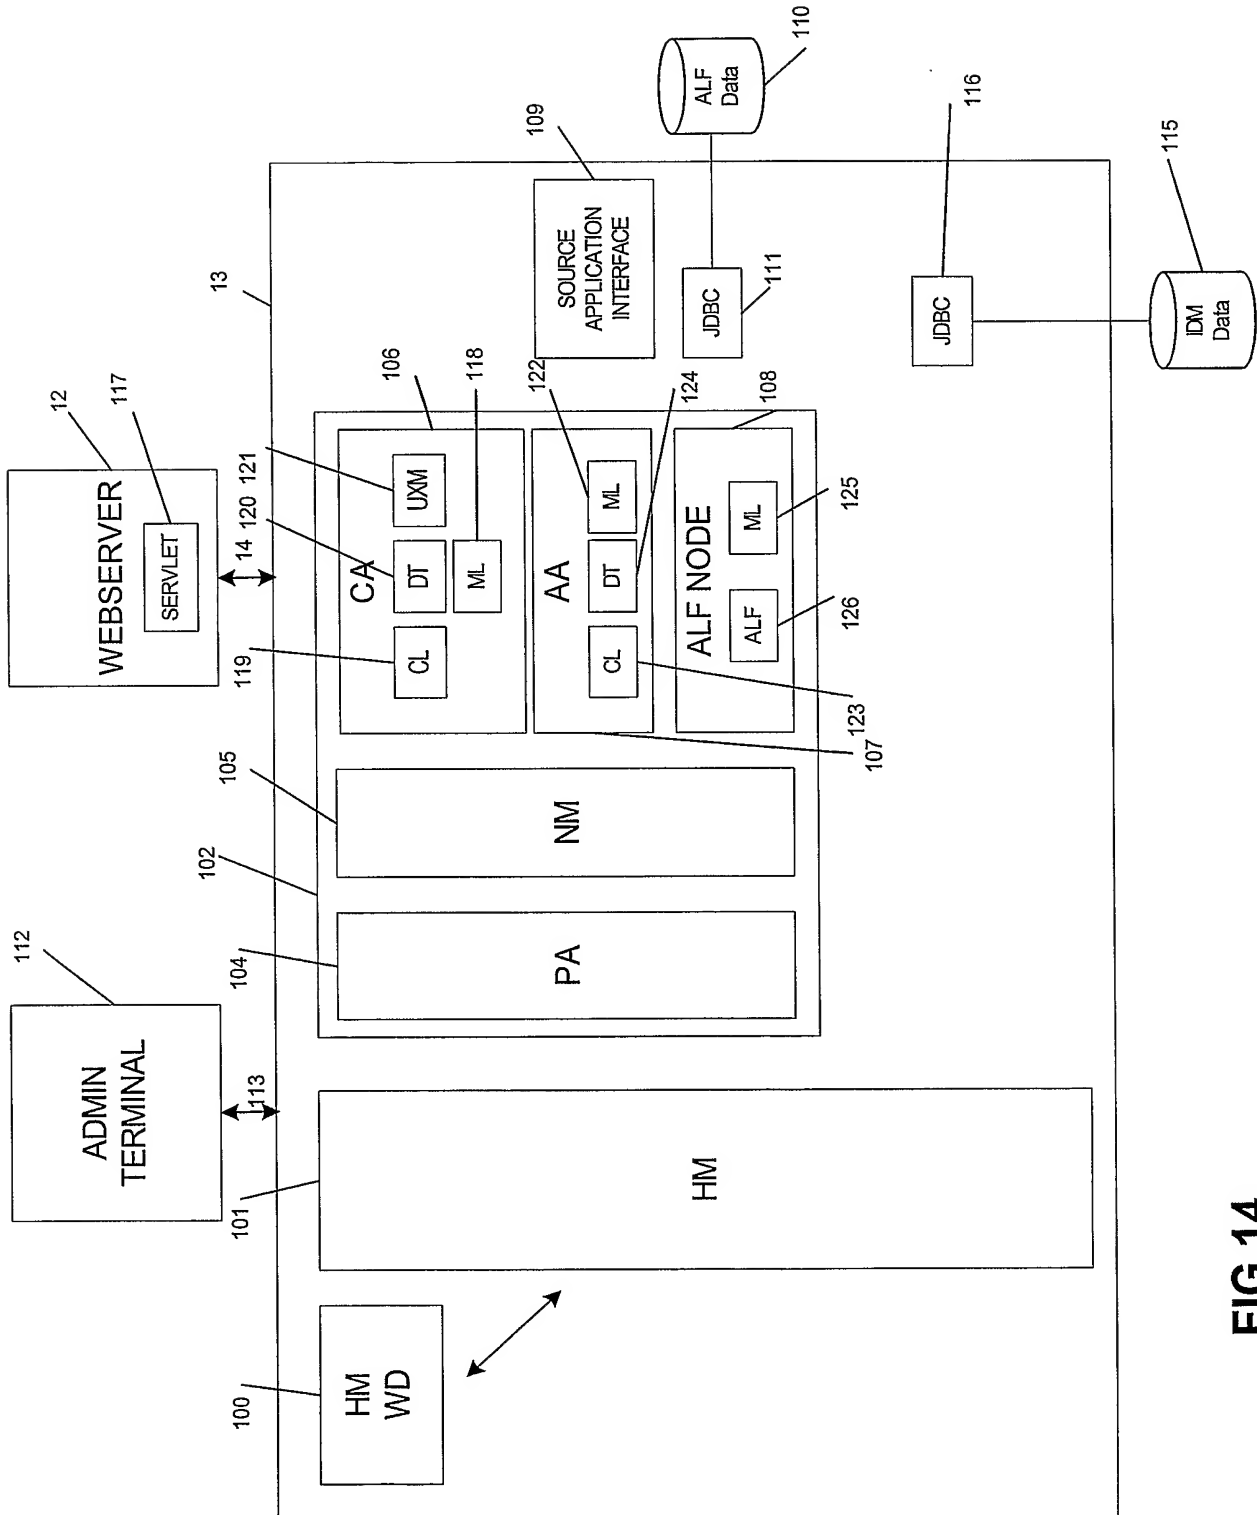 ADMIN
TERMINAL
112
113
WEBSERVER
SERVLET
12
117
14
13
HM
WD
100
HM
101
102
PA
104
NM
105
CA
CL
DT
UXM
ML
119
120
121
106
118
AA
CL
DT
ML
107
123
122
124
ALF NODE
ALF
ML
108
126
125
SOURCE
APPLICATION
INTERFACE
109
JDBC
111
ALF
Data
110
JDBC
116
IDM
Data
115
FIG 14